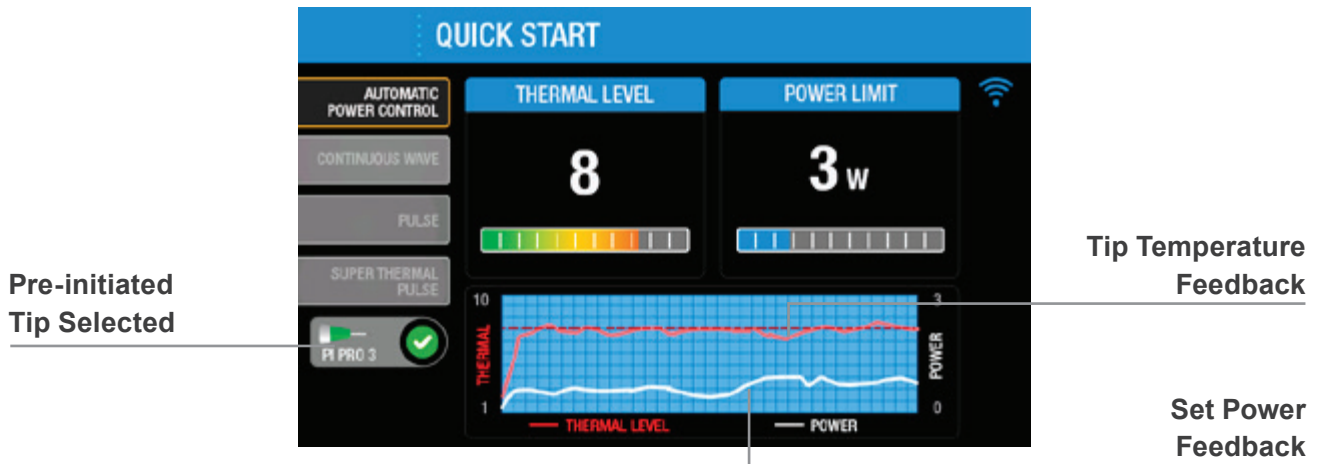 QUICK START
AUTOMATIC
POWER CONTROL
CONTINUOUS WAVE
PULSE
SUPER THERMAL
PULSE
PI PRO 3
THERMAL LEVEL
8
POWER LIMIT
3 W
10
THERMAL
1
3
POWER
0
THERMAL LEVEL
POWER
Pre-initiated
Tip Selected
Tip Temperature
Feedback
Set Power
Feedback